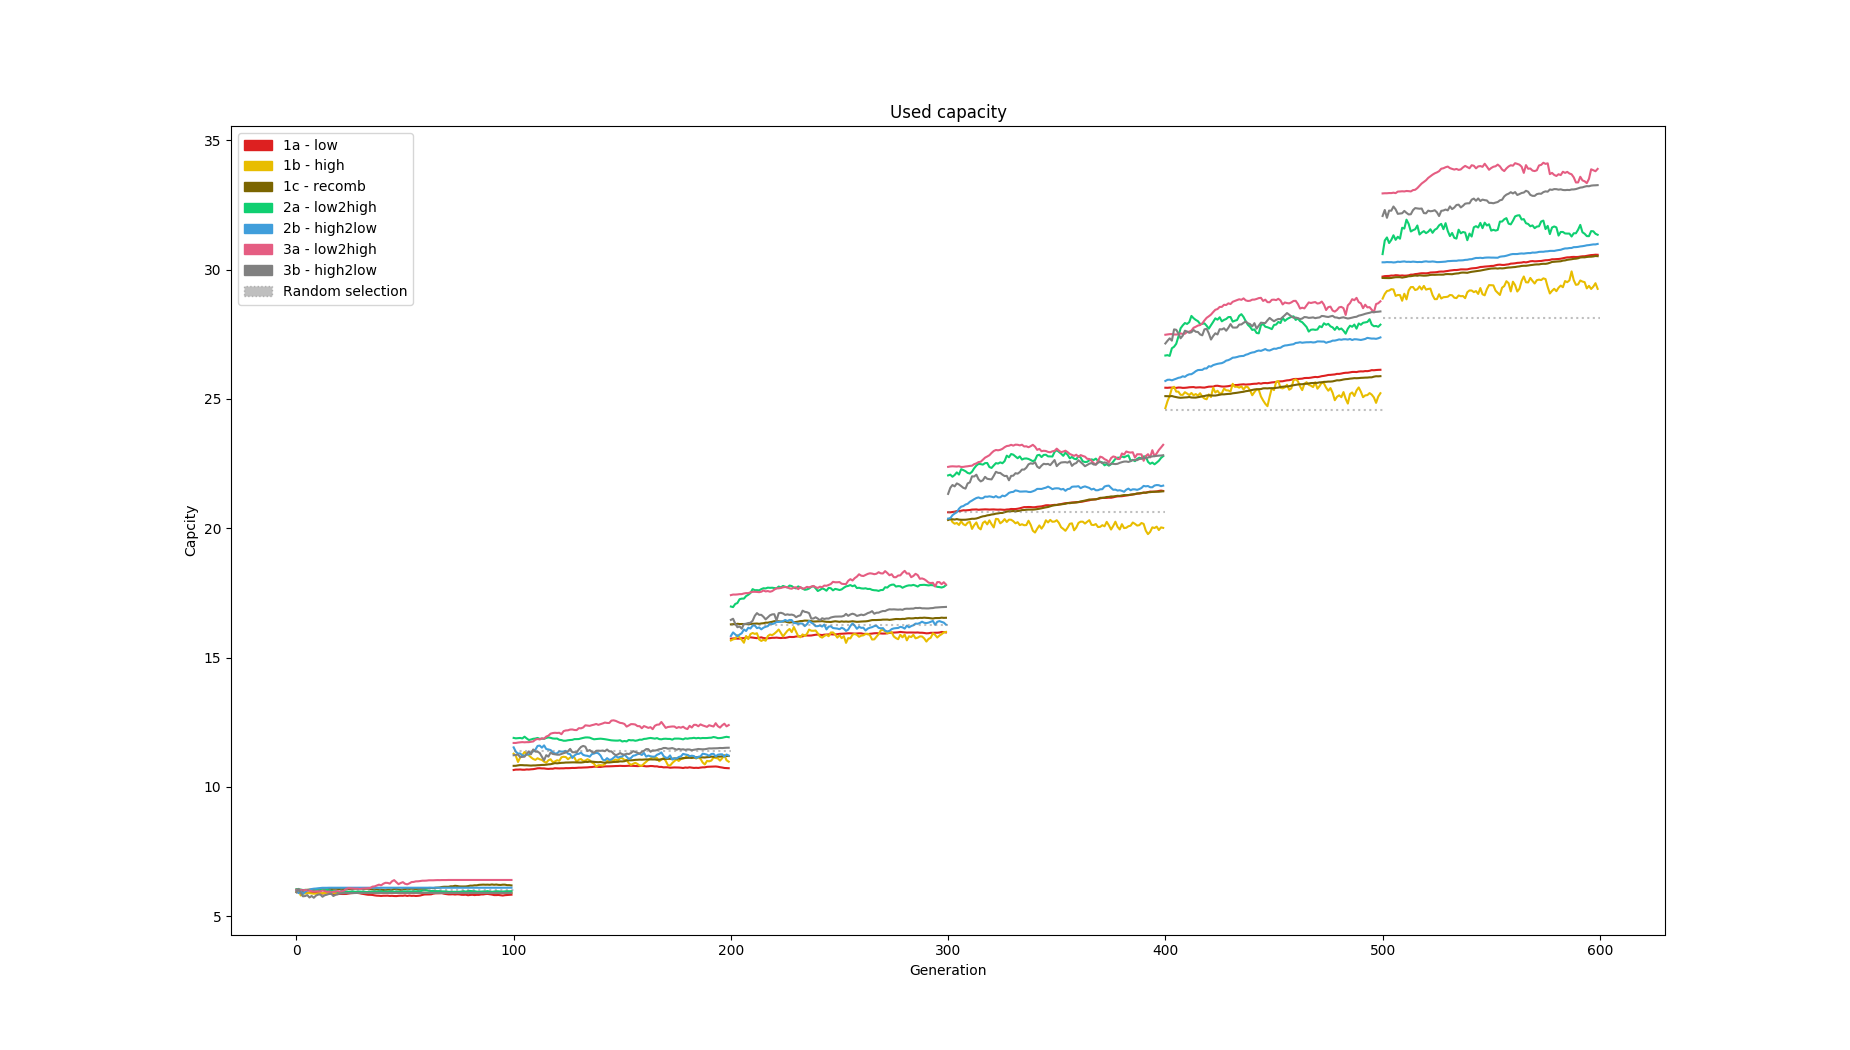 Used capacity
35
30
25
20
15
10
5
Capacity
1a - low
1b - high
1c - recomb
2a - low2high
2b - high2low
3a - low2high
3b - high2low
Random selection
0 100 200 300 400 500 600
Generation